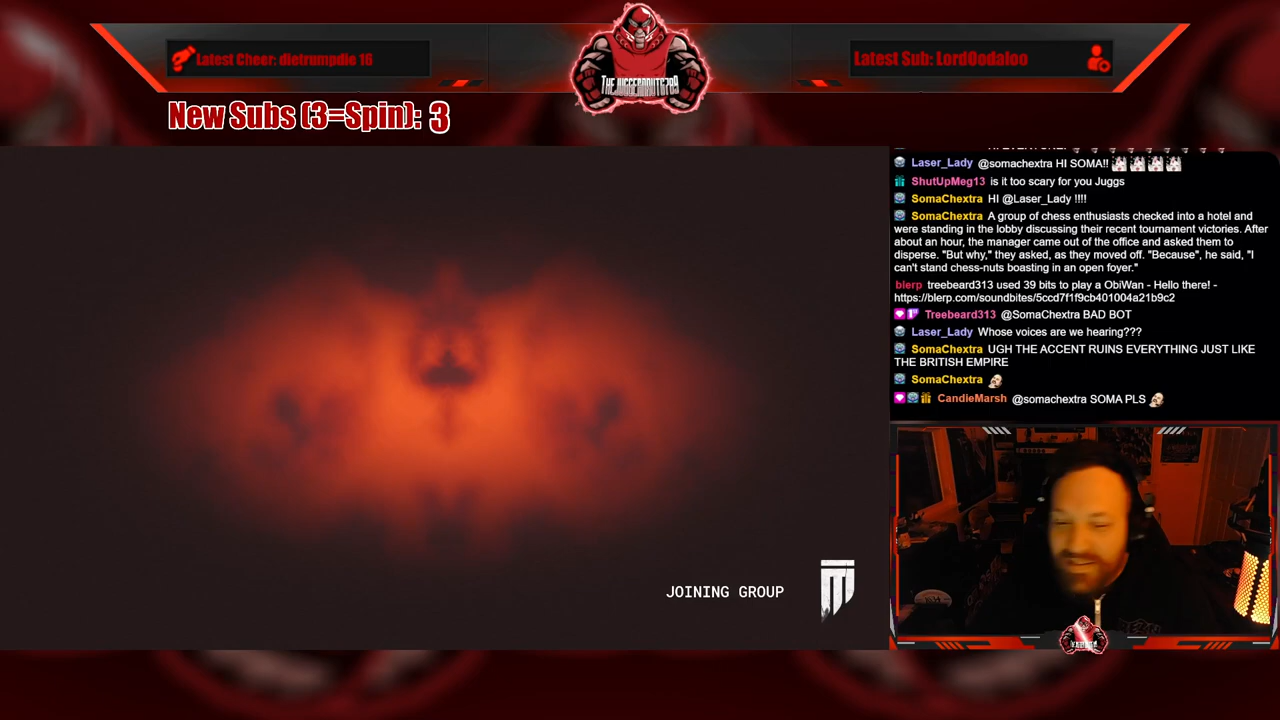 Latest Cheer: dietrumpdie 16
THEJUGGERNAUT6789
Latest Sub: LordOodaloo
New Subs (3=Spin): 3
Laser_Lady @somachextra HI SOMA!!
ShutUpMeg13 is it too scary for you Juggs
SomaChextra HI @Laser_Lady !!!!
SomaChextra A group of chess enthusiasts checked into a hotel and
were standing in the lobby discussing their recent tournament victories. After
about an hour, the manager came out of the office and asked them to
disperse. "But why," they asked, as they moved off. "Because", he said, "I
can't stand chess-nuts boasting in an open foyer."
blerp treebeard313 used 39 bits to play a ObiWan - Hello there! -
https://blerp.com/soundbites/5ccd7f1f9cb401004a21b9c2
Treebeard313 @SomaChextra BAD BOT
Laser_Lady Whose voices are we hearing???
SomaChextra UGH THE ACCENT RUINS EVERYTHING JUST LIKE
THE BRITISH EMPIRE
SomaChextra
CandieMarsh @somachextra SOMA PLS
JOINING GROUP